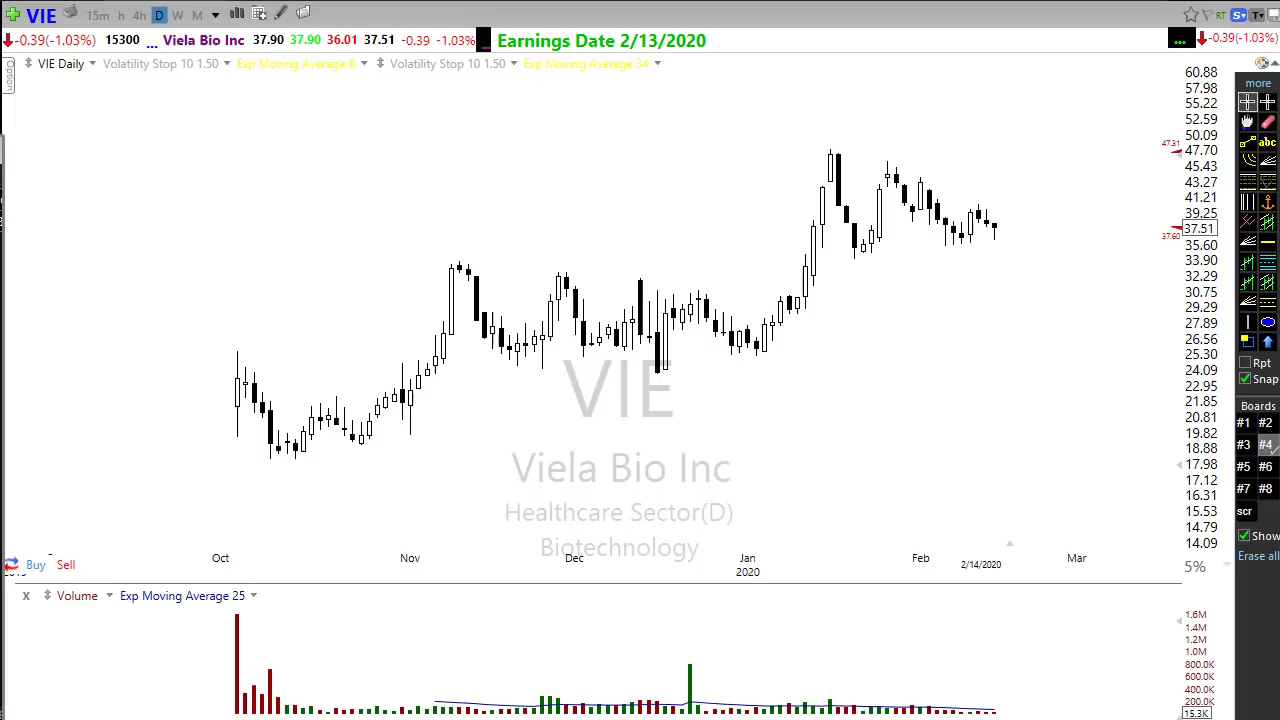 VIE 15m h 4h D W M RT S T
-0.39(-1.03%) 15300 ... Viela Bio Inc 37.90 37.90 36.01 37.51 -0.39 -1.03% Earnings Date 2/13/2020 ... -0.39(-1.03%)
Option
VIE Daily Volatility Stop 10 1.50 Exp Moving Average 8 Volatility Stop 10 1.50 Exp Moving Average 34
60.88
57.98
55.22
52.59
50.09
47.31
47.70
45.43
43.27
41.21
39.25
37.51
37.60
35.60
33.90
32.29
30.75
29.29
27.89
26.56
25.30
24.09
22.95
21.85
20.81
19.82
18.88
17.98
17.12
16.31
15.53
14.79
14.09
5%
more
abc
Rpt
Snap
Boards
#1 #2
#3 #4
#5 #6
#7 #8
scr
Show
Erase all
VIE
Viela Bio Inc
Healthcare Sector(D)
Biotechnology
Oct Nov Dec Jan Feb Mar
2020 2/14/2020
Buy Sell
x Volume Exp Moving Average 25
1.6M
1.4M
1.2M
1.0M
800.0K
600.0K
400.0K
200.0K
15.3K